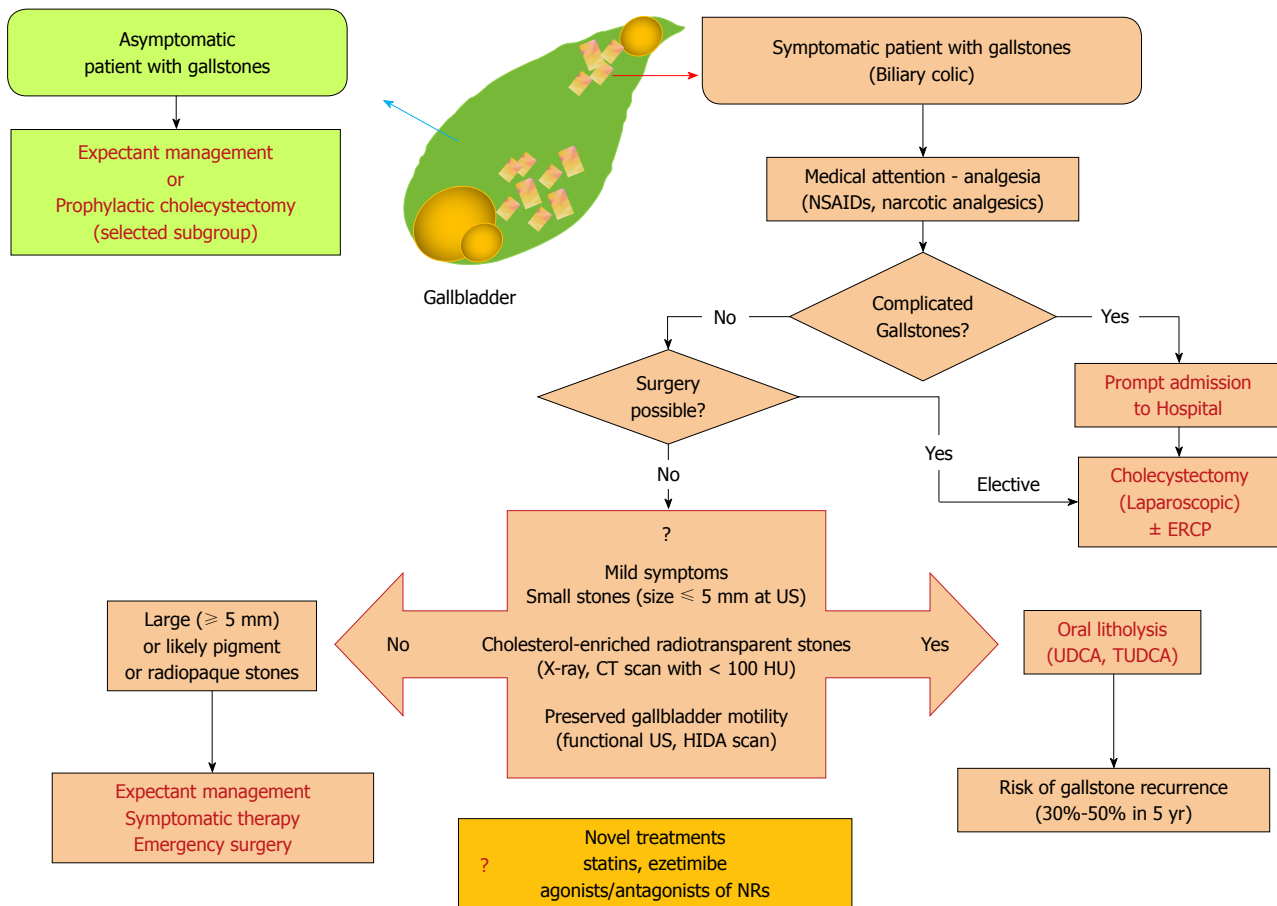 Asymptomatic
patient with gallstones
Expectant management
or
Prophylactic cholecystectomy
(selected subgroup)
Gallbladder
Symptomatic patient with gallstones
(Biliary colic)
Medical attention - analgesia
(NSAIDs, narcotic analgesics)
Complicated
Gallstones?
No
Yes
Surgery
possible?
Prompt admission
to Hospital
Yes
No
Elective
Cholecystectomy
(Laparoscopic)
± ERCP
?
Mild symptoms
Small stones (size ≤ 5 mm at US)
Cholesterol-enriched radiotransparent stones
(X-ray, CT scan with < 100 HU)
Preserved gallbladder motility
(functional US, HIDA scan)
No
Yes
Large (≥ 5 mm)
or likely pigment
or radiopaque stones
Expectant management
Symptomatic therapy
Emergency surgery
Oral litholysis
(UDCA, TUDCA)
Risk of gallstone recurrence
(30%-50% in 5 yr)
Novel treatments
? statins, ezetimibe
agonists/antagonists of NRs